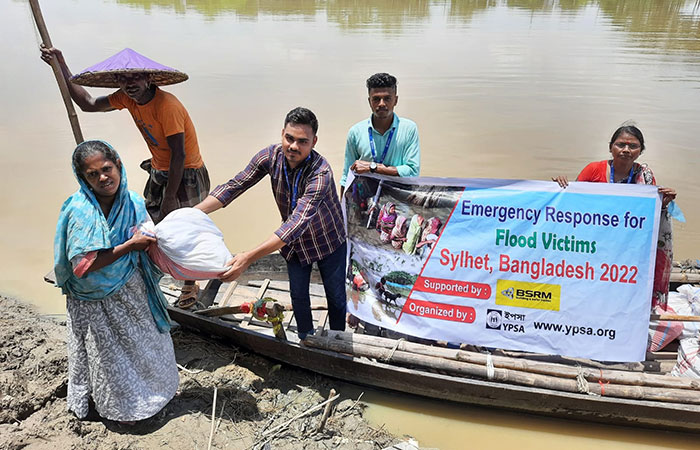 Emergency Response for
Flood Victims
Sylhet, Bangladesh 2022
Supported by:
BSRM
Organized by:
ইপসা
YPSA
www.ypsa.org